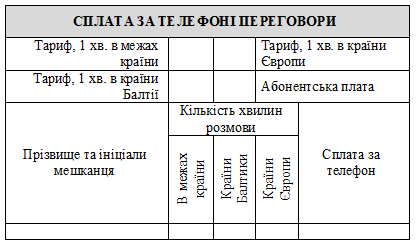 СПЛАТА ЗА ТЕЛЕФОНІ ПЕРЕГОВОРИ
Тариф, 1 хв. в межах
країни
Тариф, 1 хв. в країни
Європи
Тариф, 1 хв. в країни
Балтії
Абонентська плата
Прізвище та ініціали
мешканця
Кількість хвилин
розмови
В межах
країни
Країни
Балтики
Країни
Європи
Сплата за
телефон